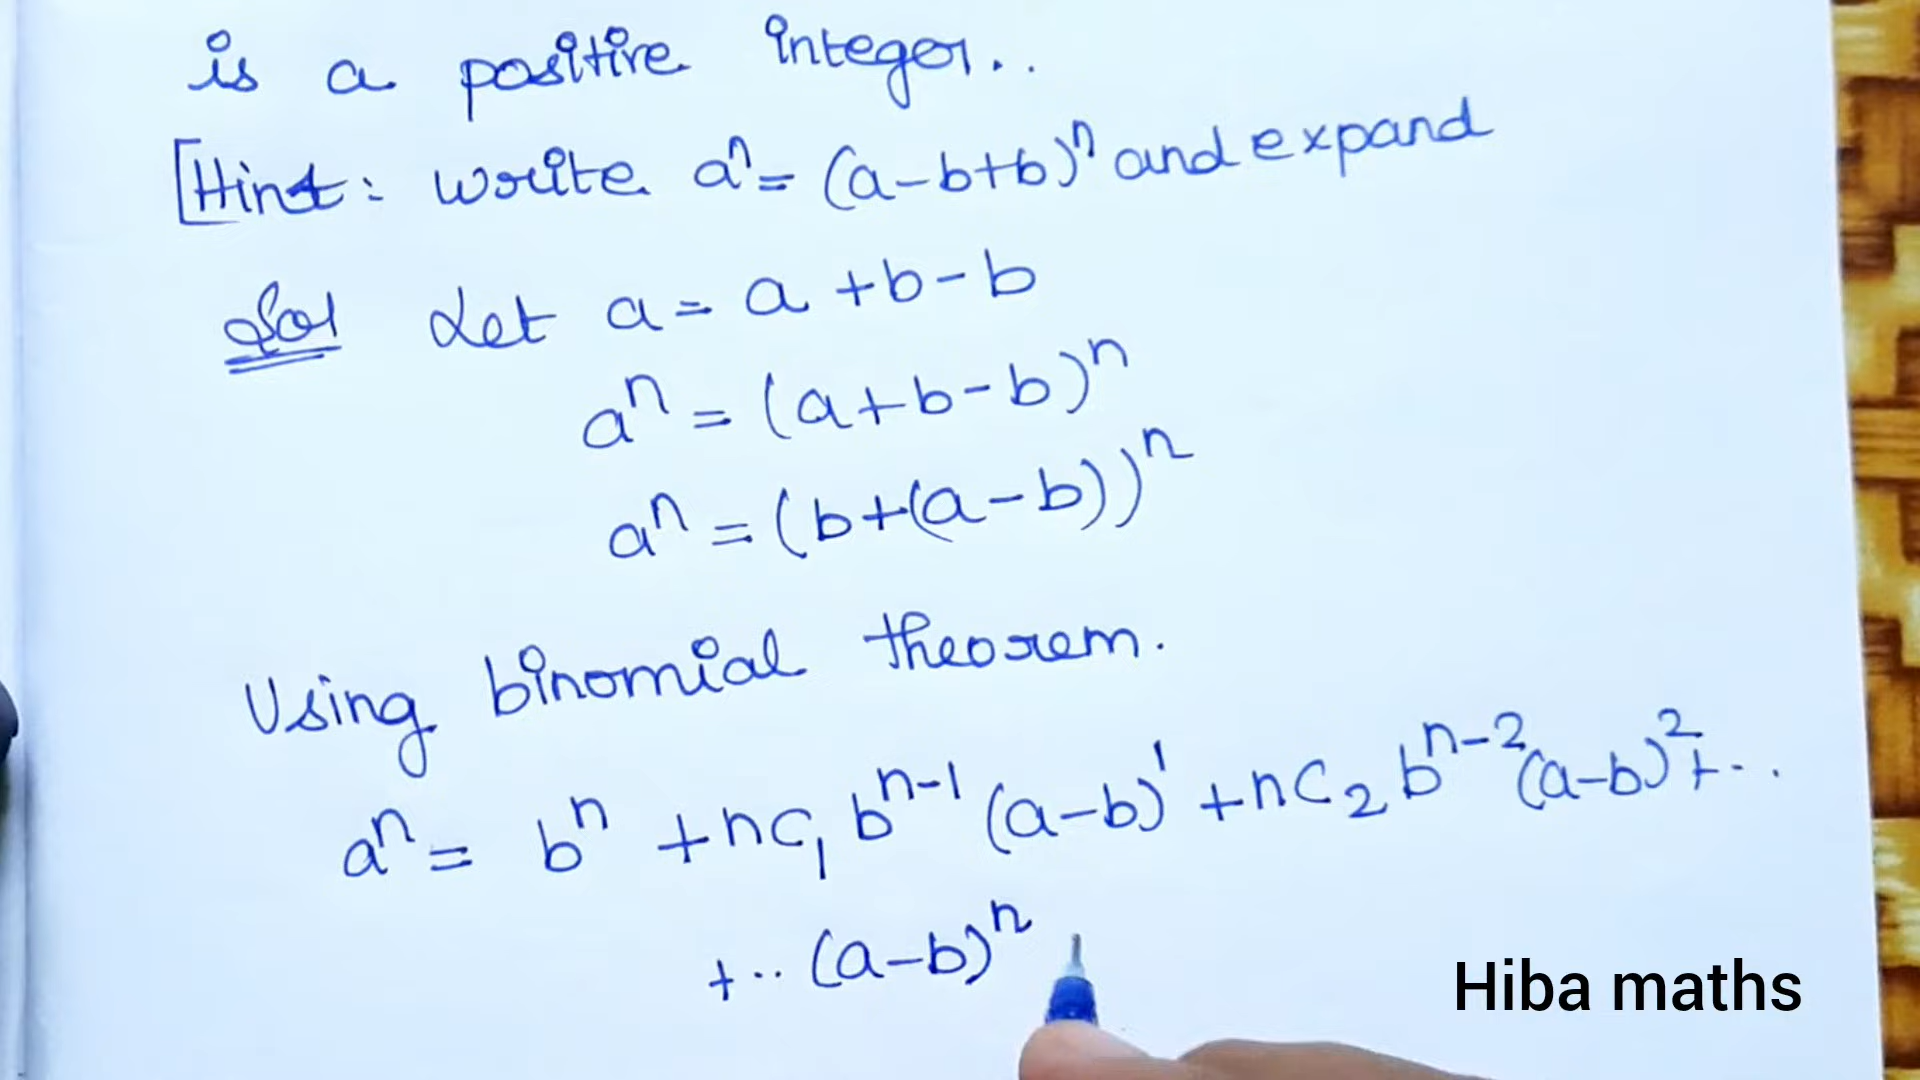 is a positive integer..
[Hint: write aⁿ = (a-b+b)ⁿ and expand
Sol Let a = a + b - b
aⁿ = (a+b-b)ⁿ
aⁿ = (b+(a-b))ⁿ
Using binomial theorem.
aⁿ = bⁿ + nc₁ bⁿ⁻¹ (a-b)¹ + nc₂ bⁿ⁻² (a-b)² + ...
+ .. (a-b)ⁿ
Hiba maths